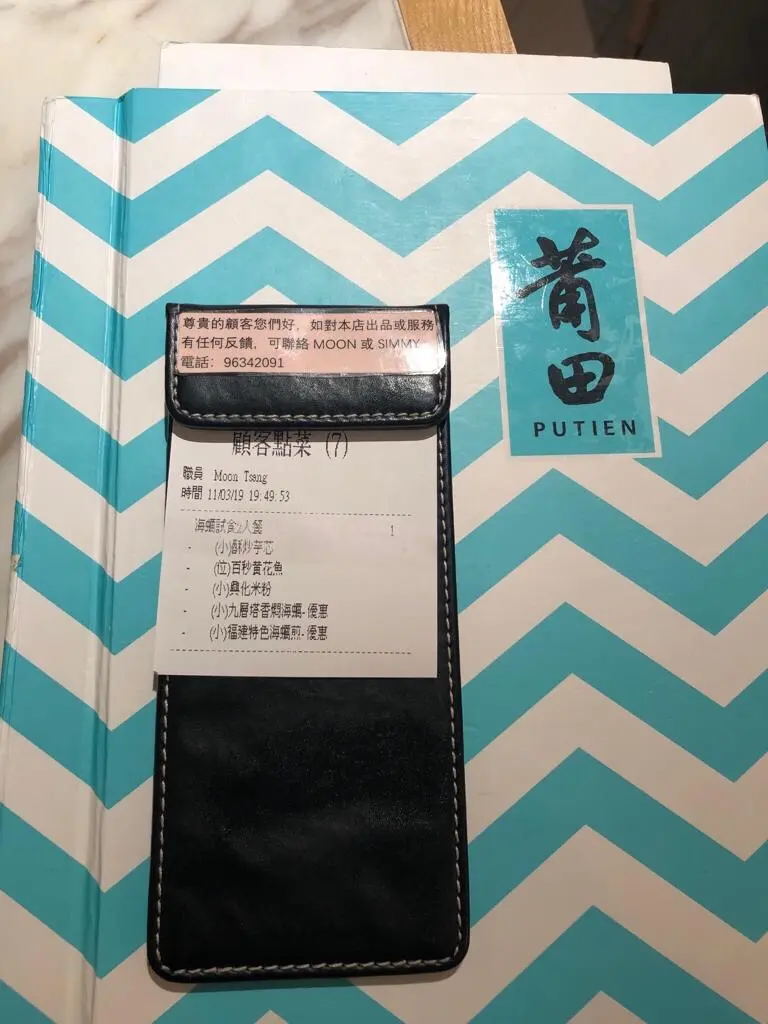 莆田
PUTIEN
尊貴的顧客您們好，如對本店出品或服務
有任何反饋，可聯絡 MOON 或 SIMMY
電話：96342091
顧客點菜 (7)
職員 Moon Tsang
時間 11/03/19 19:49:53
海蠣試食2人餐 1
- (小)酥炒芋芯
- (位)百秒黄花魚
- (小)興化米粉
- (小)九層塔香燜海蠣-優惠
- (小)福建特色海蠣煎-優惠